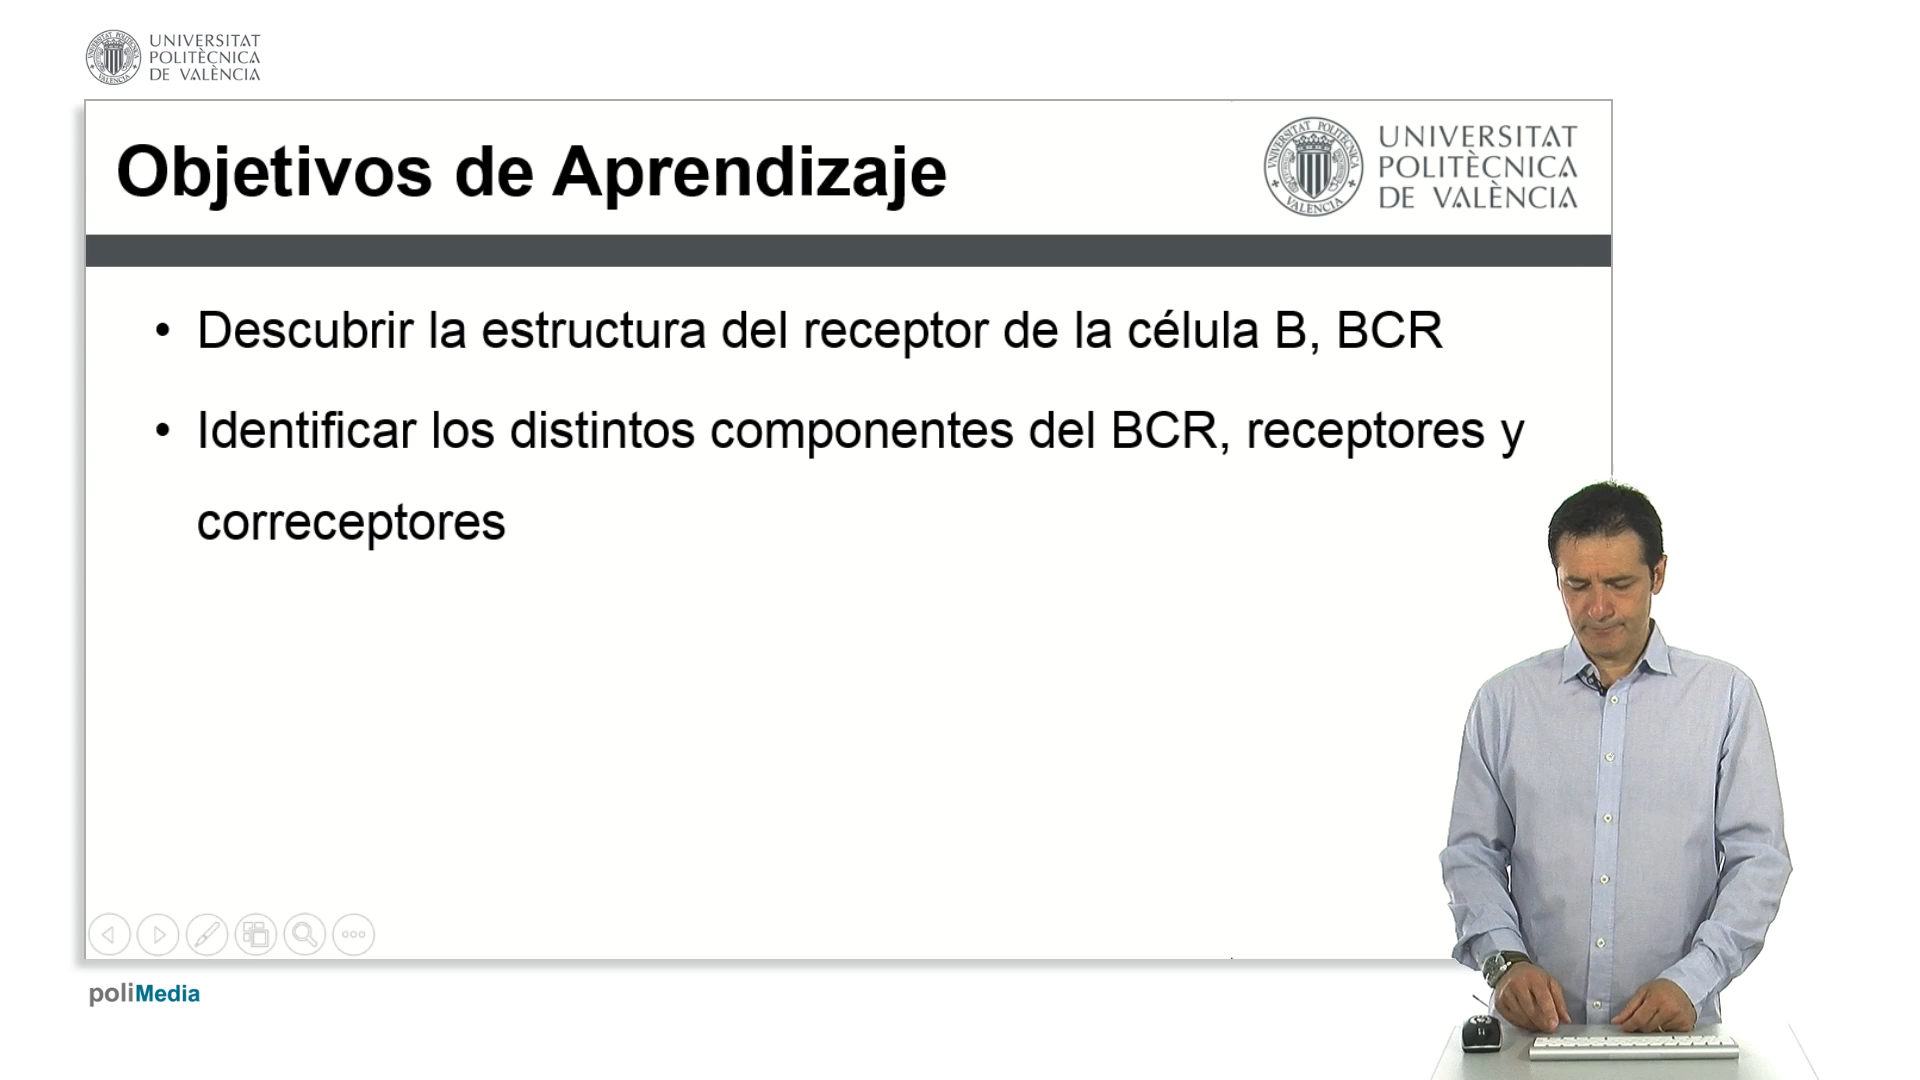 UNIVERSITAT
POLITÈCNICA
DE VALÈNCIA
Objetivos de Aprendizaje
UNIVERSITAT
POLITÈCNICA
DE VALÈNCIA
• Descubrir la estructura del receptor de la célula B, BCR
• Identificar los distintos componentes del BCR, receptores y
correceptores
poliMedia